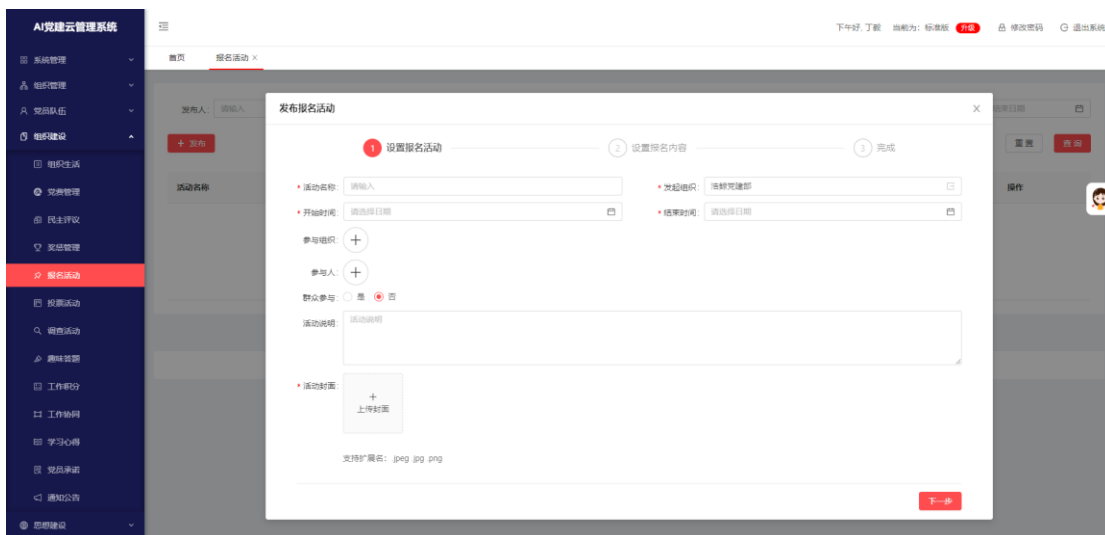 AI党建云管理系统
下午好, 丁毅 当前为: 标准版 升级 修改密码 退出系统
系统管理
首页 报名活动 ×
组织管理
党员队伍
发布人: 请输入
发布报名活动
结束日期
组织建设
+ 发布
1 设置报名活动
2 设置报名内容
3 完成
重置 查询
组织生活
活动名称
* 活动名称: 请输入
* 发起组织: 浩鲸党建部
操作
党费管理
* 开始时间: 请选择日期
* 结束时间: 请选择日期
民主评议
参与组织:
奖惩管理
参与人:
报名活动
群众参与: 是 否
投票活动
活动说明: 活动说明
调查活动
趣味答题
* 活动封面:
工作积分
上传封面
工作协同
学习心得
支持扩展名: .jpeg .jpg .png
党员承诺
通知公告
下一步
思想建设